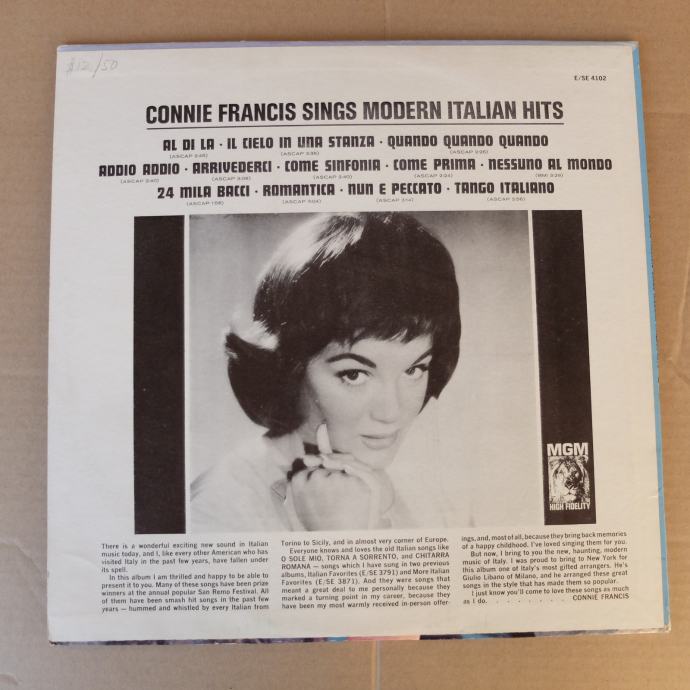 $12/50
E/SE 4102
CONNIE FRANCIS SINGS MODERN ITALIAN HITS
AL DI LA · IL CIELO IN UNA STANZA · QUANDO QUANDO QUANDO
ADDIO ADDIO · ARRIVEDERCI · COME SINFONIA · COME PRIMA · NESSUNO AL MONDO
24 MILA BACCI · ROMANTICA · NUN E PECCATO · TANGO ITALIANO
MGM
HIGH FIDELITY
There is a wonderful exciting new sound in Italian
music today, and I, like every other American who has
visited Italy in the past few years, have fallen under
its spell.
In this album I am thrilled and happy to be able to
present it to you. Many of these songs have been prize
winners at the annual popular San Remo Festival. All
of them have been smash hit songs in the past few
years — hummed and whistled by every Italian from
Torino to Sicily, and in almost very corner of Europe.
Everyone knows and loves the old Italian songs like
O SOLE MIO, TORNA A SORRENTO, and CHITARRA
ROMANA — songs which I have sung in two previous
albums, Italian Favorites (E/SE 3791) and More Italian
Favorites (E/SE 3871). And they were songs that
meant a great deal to me personally because they
marked a turning point in my career, because they
have been my most warmly received in-person offer-
ings, and, most of all, because they bring back memories
of a happy childhood. I've loved singing them for you.
But now, I bring to you the new, haunting, modern
music of Italy. I was proud to bring to New York for
this album one of Italy's most gifted arrangers. He's
Giulio Libano of Milano, and he arranged these great
songs in the style that has made them so popular.
I just know you'll come to love these songs as much
as I do. . . . . . . . . CONNIE FRANCIS